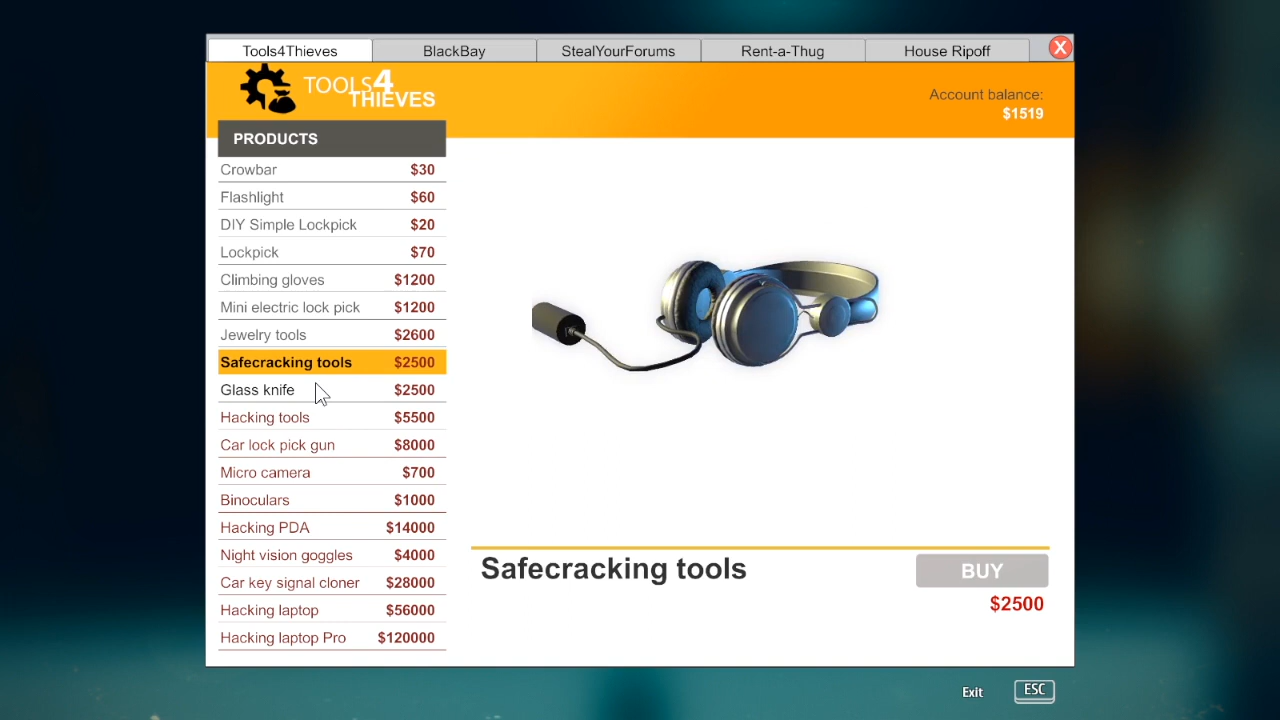 Tools4Thieves BlackBay StealYourForums Rent-a-Thug House Ripoff X
TOOLS4
THIEVES
Account balance:
$1519
PRODUCTS
Crowbar $30
Flashlight $60
DIY Simple Lockpick $20
Lockpick $70
Climbing gloves $1200
Mini electric lock pick $1200
Jewelry tools $2600
Safecracking tools $2500
Glass knife $2500
Hacking tools $5500
Car lock pick gun $8000
Micro camera $700
Binoculars $1000
Hacking PDA $14000
Night vision goggles $4000
Car key signal cloner $28000
Hacking laptop $56000
Hacking laptop Pro $120000
Safecracking tools BUY
$2500
Exit ESC